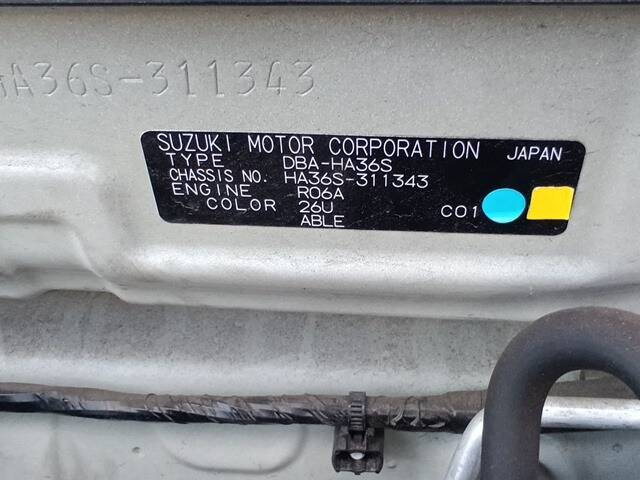 HA36S-311343
SUZUKI MOTOR CORPORATION JAPAN
TYPE DBA-HA36S
CHASSIS NO. HA36S-311343
ENGINE R06A
COLOR 26U
ABLE C01